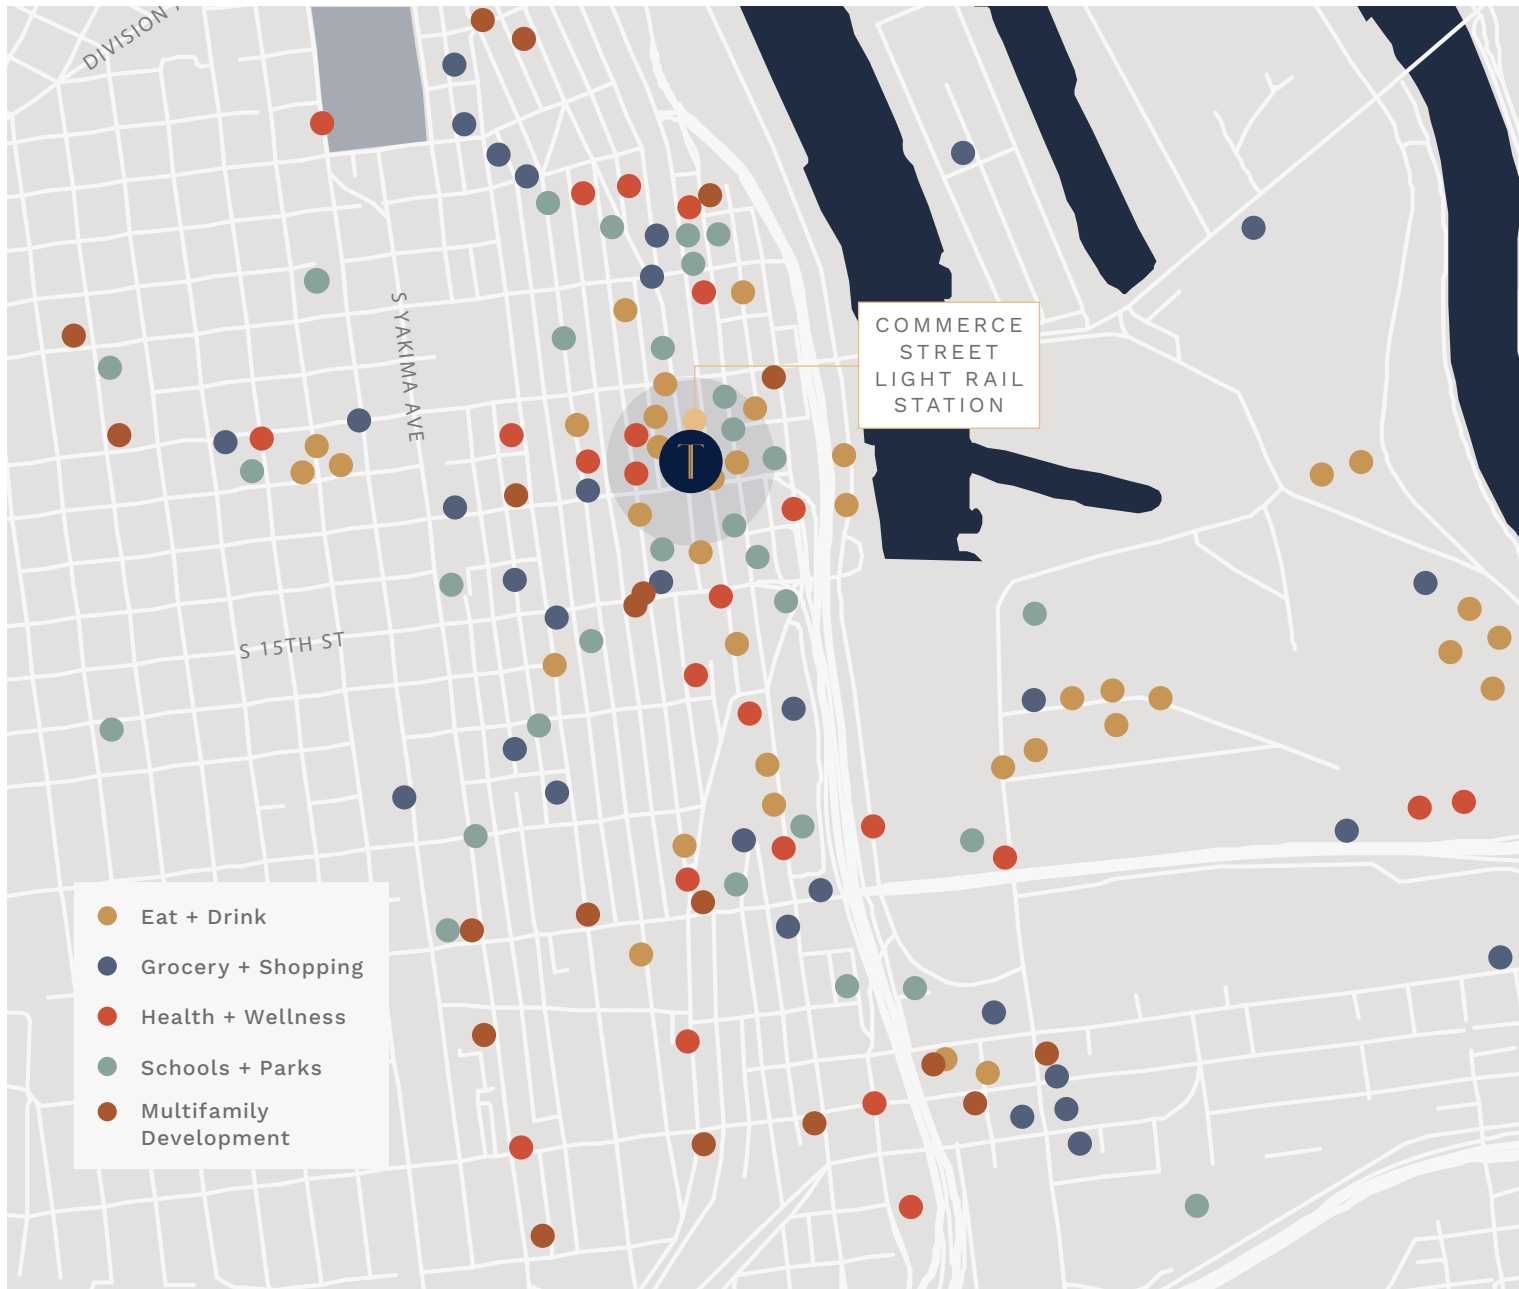 DIVISION
S YAKIMA AVE
COMMERCE
STREET
LIGHT RAIL
STATION
T
S 15TH ST
Eat + Drink
Grocery + Shopping
Health + Wellness
Schools + Parks
Multifamily
Development